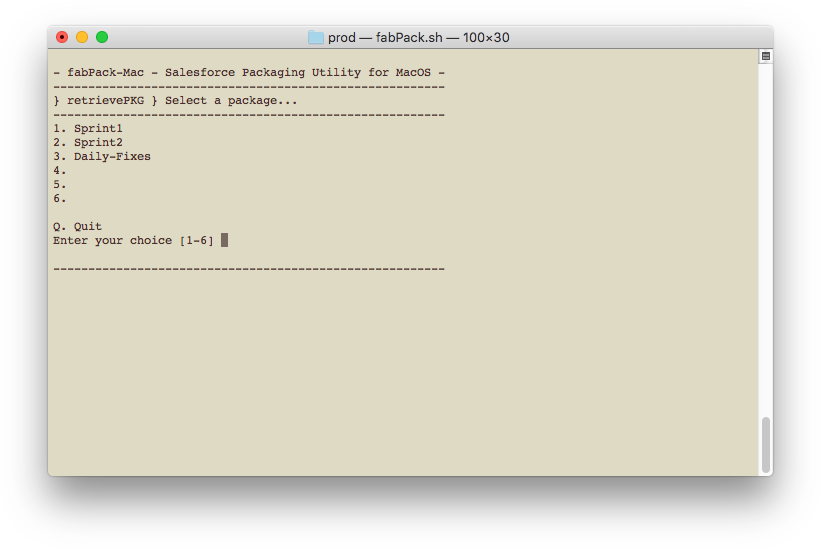 prod — fabPack.sh — 100×30
- fabPack-Mac - Salesforce Packaging Utility for MacOS -
--------------------------------------------------------
} retrievePKG } Select a package...
--------------------------------------------------------
1. Sprint1
2. Sprint2
3. Daily-Fixes
4.
5.
6.
Q. Quit
Enter your choice [1-6]
--------------------------------------------------------